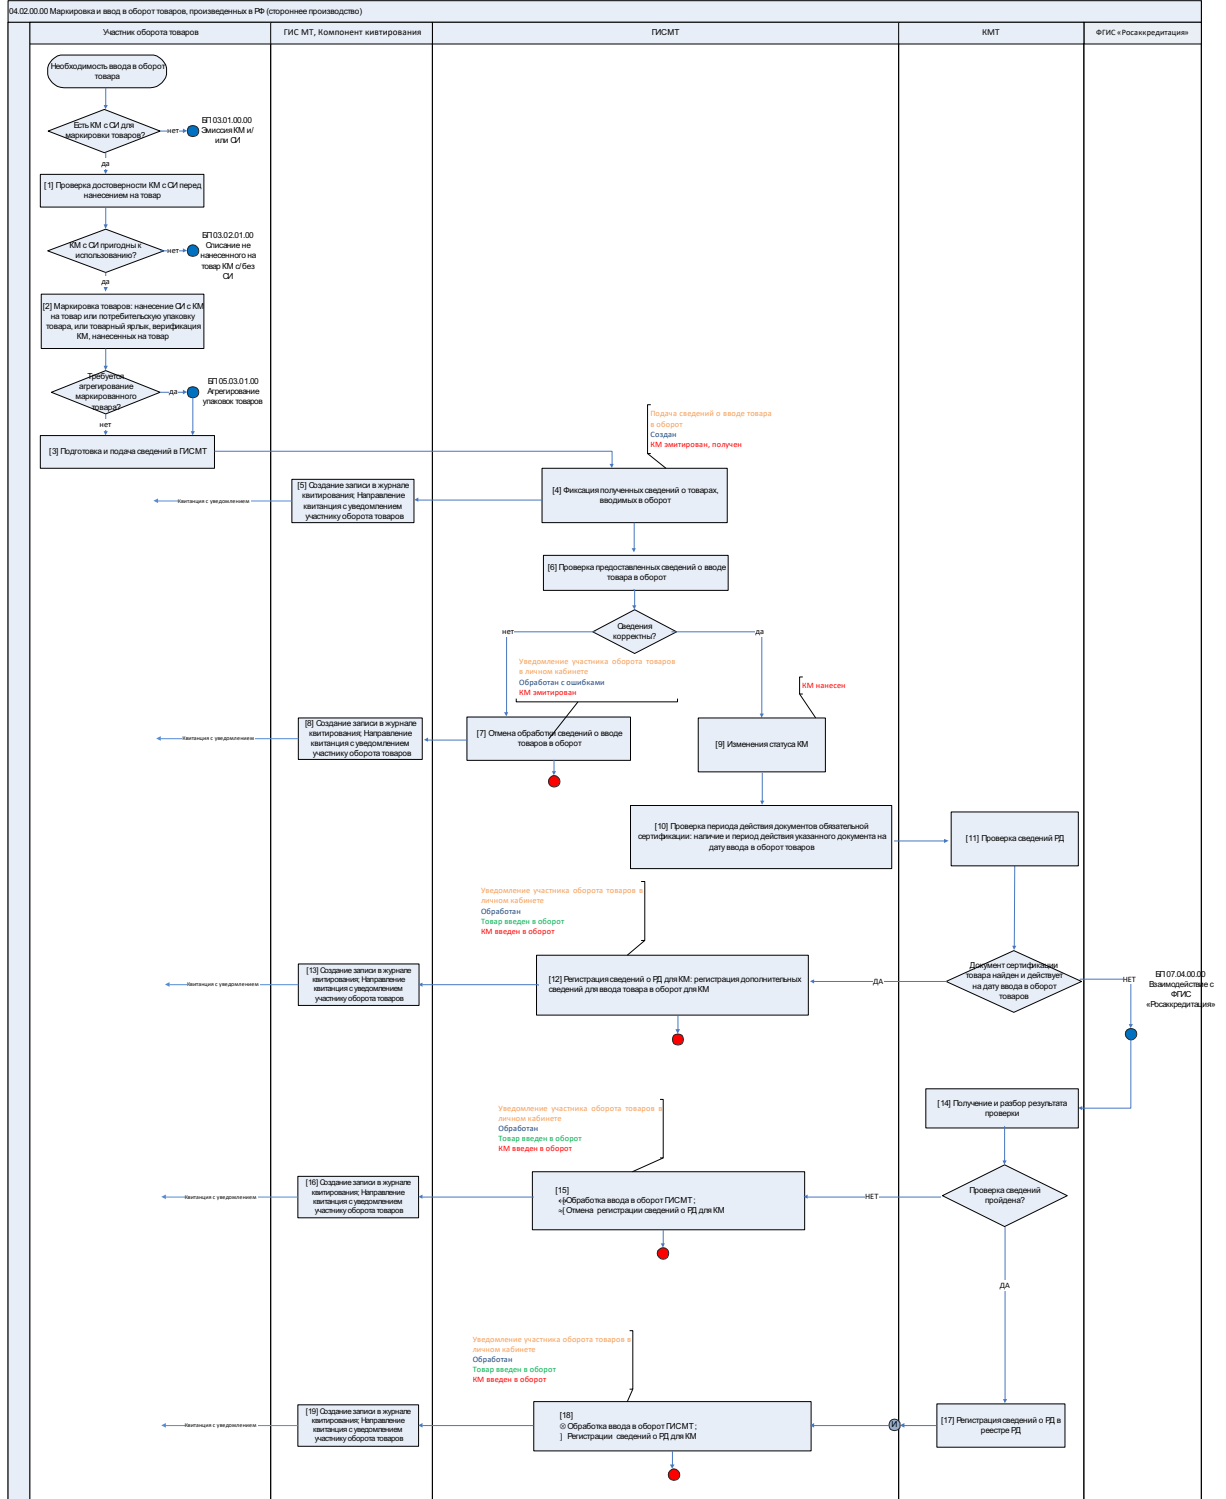 04.02.00.00 Маркировка и ввод в оборот товаров, произведенных в РФ (стороннее производство)
Участник оборота товаров
ГИС МТ, Компонент кивтирования
ГИСМТ
КМТ
ФГИС «Росаккредитация»
Необходимость ввода в оборот
товара
Есть КМ с СИ для
маркировки товаров?
нет
БП 03.01.00.00
Эмиссия КМ и/
или СИ
да
[1] Проверка достоверности КМ с СИ перед
нанесением на товар
КМ с СИ пригодны к
использованию?
нет
БП 03.02.01.00
Списание не
нанесенного на
товар КМ с/без
СИ
да
[2] Маркировка товаров: нанесение СИ с КМ
на товар или потребительскую упаковку
товара, или товарный ярлык, верификация
КМ, нанесенных на товар
Требуется
агрегирование
маркированного
товара?
да
БП 05.03.01.00
Агрегирование
упаковок товаров
нет
[3] Подготовка и подача сведений в ГИСМТ
Подача сведений о вводе товара
в оборот
Создан
КМ эмитирован, получен
[4] Фиксация полученных сведений о товарах,
вводимых в оборот
[5] Создание записи в журнале
квитирования; Направление
квитанция с уведомлением
участнику оборота товаров
Квитанция с уведомлением
[6] Проверка предоставленных сведений о вводе
товара в оборот
Сведения
корректны?
нет
да
Уведомление участника оборота товаров
в личном кабинете
Обработан с ошибками
КМ эмитирован
КМ нанесен
[7] Отмена обработки сведений о вводе
товаров в оборот
[8] Создание записи в журнале
квитирования; Направление
квитанция с уведомлением
участнику оборота товаров
Квитанция с уведомлением
[9] Изменения статуса КМ
[10] Проверка периода действия документов обязательной
сертификации: наличие и период действия указанного документа на
дату ввода в оборот товаров
[11] Проверка сведений РД
Уведомление участника оборота товаров в
личном кабинете
Обработан
Товар введен в оборот
КМ введен в оборот
Документ сертификации
товара найден и действует
на дату ввода в оборот
товаров
ДА
НЕТ
БП 07.04.00.00
Взаимодействие с
ФГИС
«Росаккредитация»
[12] Регистрация сведений о РД для КМ: регистрация дополнительных
сведений для ввода товара в оборот для КМ
[13] Создание записи в журнале
квитирования; Направление
квитанция с уведомлением
участнику оборота товаров
Квитанция с уведомлением
[14] Получение и разбор результата
проверки
Уведомление участника оборота товаров в
личном кабинете
Обработан
Товар введен в оборот
КМ введен в оборот
Проверка сведений
пройдена?
НЕТ
ДА
[15]
Обработка ввода в оборот ГИСМТ ;
Отмена регистрации сведений о РД для КМ
[16] Создание записи в журнале
квитирования; Направление
квитанция с уведомлением
участнику оборота товаров
Квитанция с уведомлением
Уведомление участника оборота товаров в
личном кабинете
Обработан
Товар введен в оборот
КМ введен в оборот
[17] Регистрация сведений о РД в
реестре РД
И
[18]
Обработка ввода в оборот ГИСМТ ;
Регистрации сведений о РД для КМ
[19] Создание записи в журнале
квитирования; Направление
квитанция с уведомлением
участнику оборота товаров
Квитанция с уведомлением